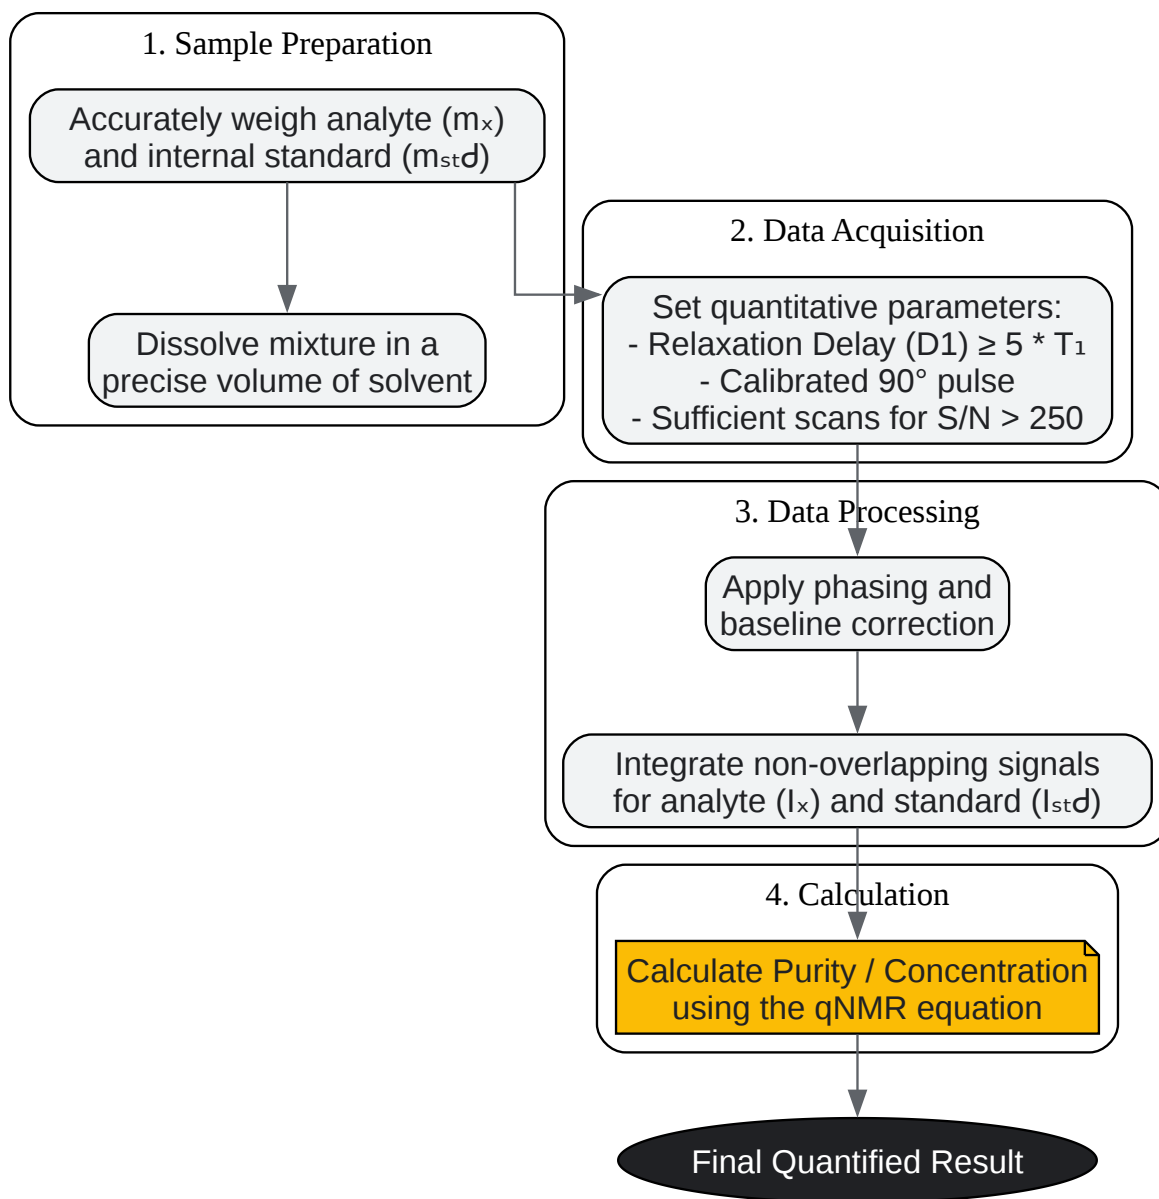 1. Sample Preparation
Accurately weigh analyte (mₓ)
and internal standard (mₛₜd)
Dissolve mixture in a
precise volume of solvent
2. Data Acquisition
Set quantitative parameters:
- Relaxation Delay (D1) ≥ 5 * T₁
- Calibrated 90° pulse
- Sufficient scans for S/N > 250
3. Data Processing
Apply phasing and
baseline correction
Integrate non-overlapping signals
for analyte (Iₓ) and standard (Iₛₜd)
4. Calculation
Calculate Purity / Concentration
using the qNMR equation
Final Quantified Result